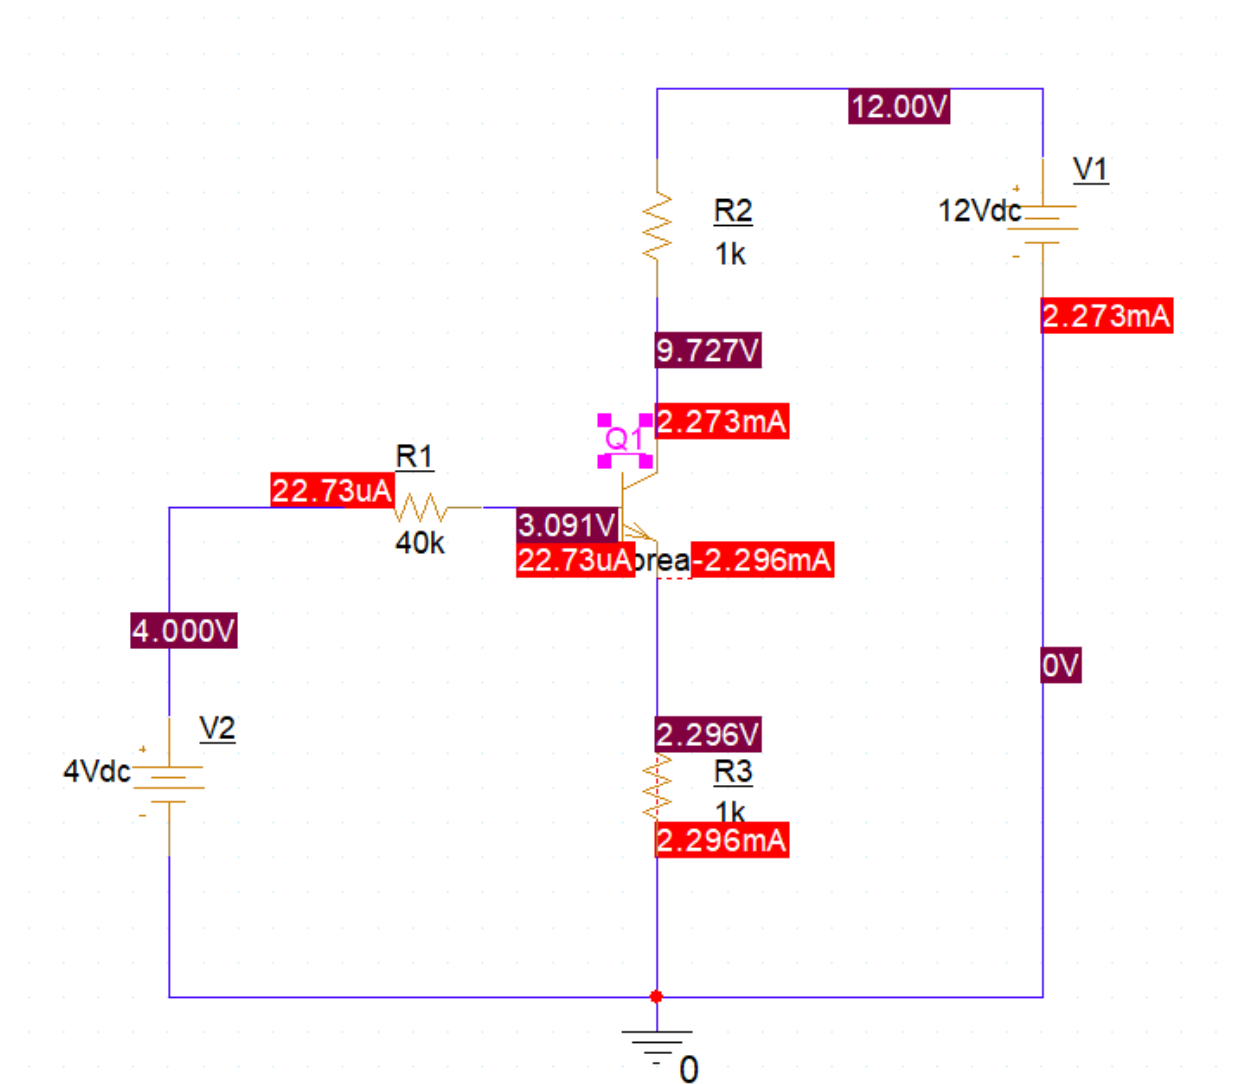 12.00V
V1
12Vdc
R2
1k
2.273mA
9.727V
2.273mA
Q1
R1
22.73uA
40k
3.091V
22.73uA
-2.296mA
4.000V
0V
V2
4Vdc
2.296V
R3
1k
2.296mA
0